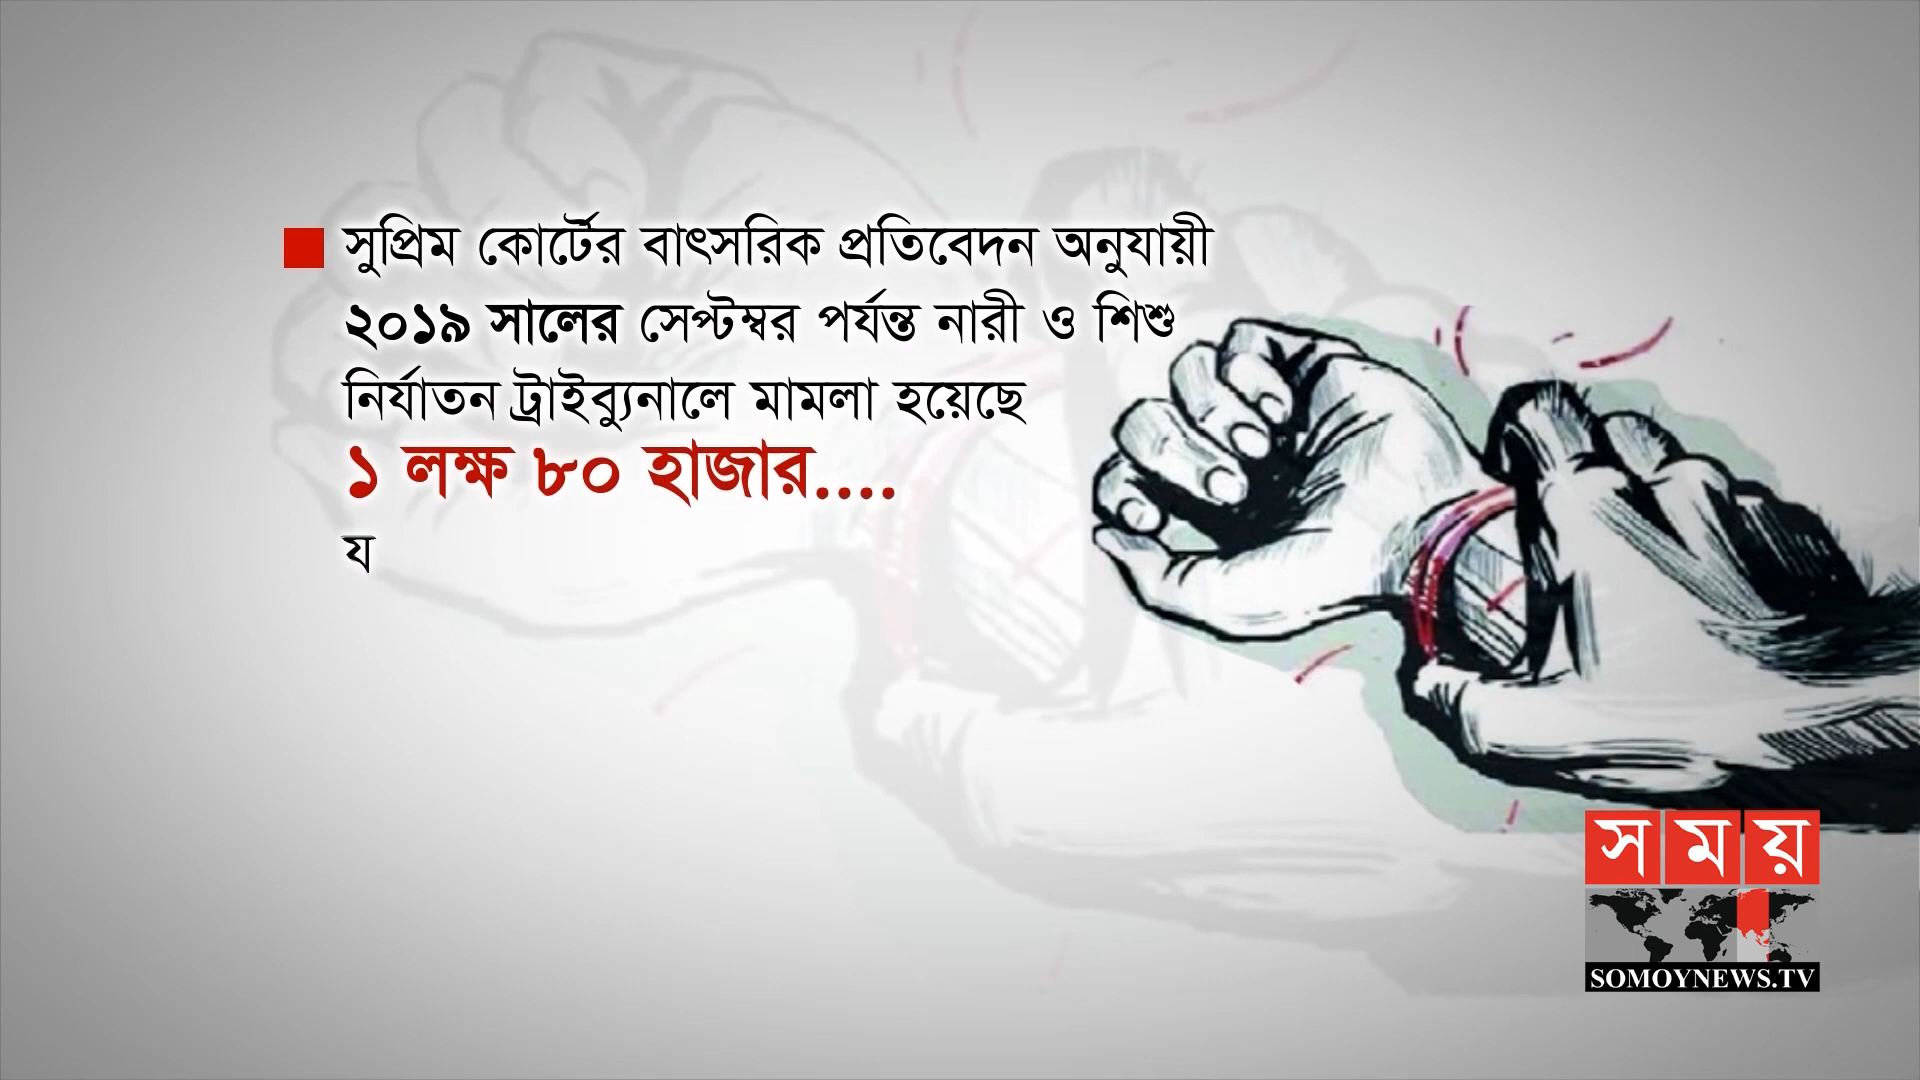 সুপ্রিম কোর্টের বাৎসরিক প্রতিবেদন অনুযায়ী
২০১৯ সালের সেপ্টম্বর পর্যন্ত নারী ও শিশু
নির্যাতন ট্রাইব্যুনালে মামলা হয়েছে
১ লক্ষ ৮০ হাজার....
য
সময়
SOMOYNEWS.TV